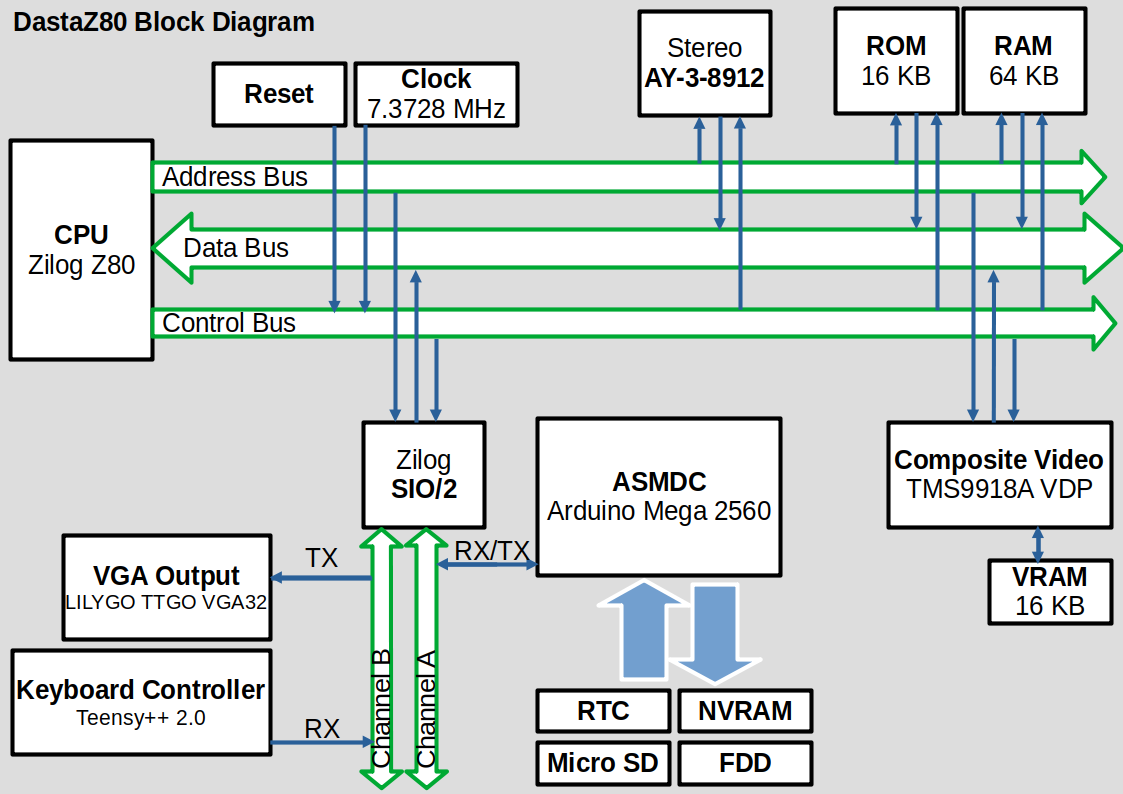 DastaZ80 Block Diagram
Stereo
AY-3-8912
ROM
16 KB
RAM
64 KB
Reset
Clock
7.3728 MHz
CPU
Zilog Z80
Address Bus
Data Bus
Control Bus
Zilog
SIO/2
ASMDC
Arduino Mega 2560
Composite Video
TMS9918A VDP
VRAM
16 KB
TX
RX/TX
VGA Output
LILYGO TTGO VGA32
Keyboard Controller
Teensy++ 2.0
RX
Channel B
Channel A
RTC
NVRAM
Micro SD
FDD